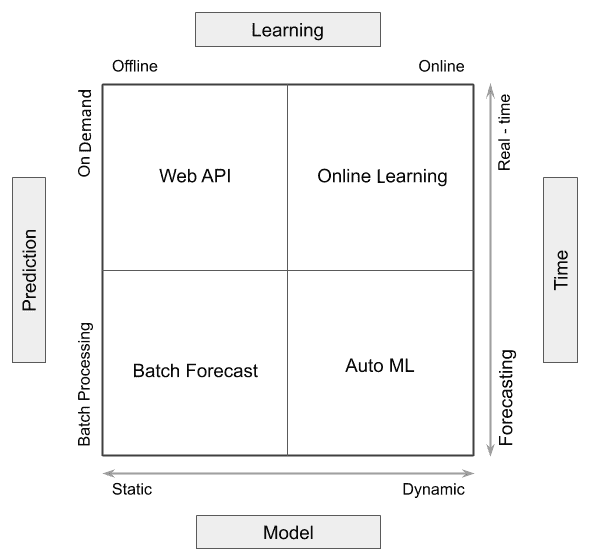 Learning
Offline
Online
On Demand
Real - time
Web API
Online Learning
Prediction
Time
Batch Processing
Batch Forecast
Auto ML
Forecasting
Static
Dynamic
Model